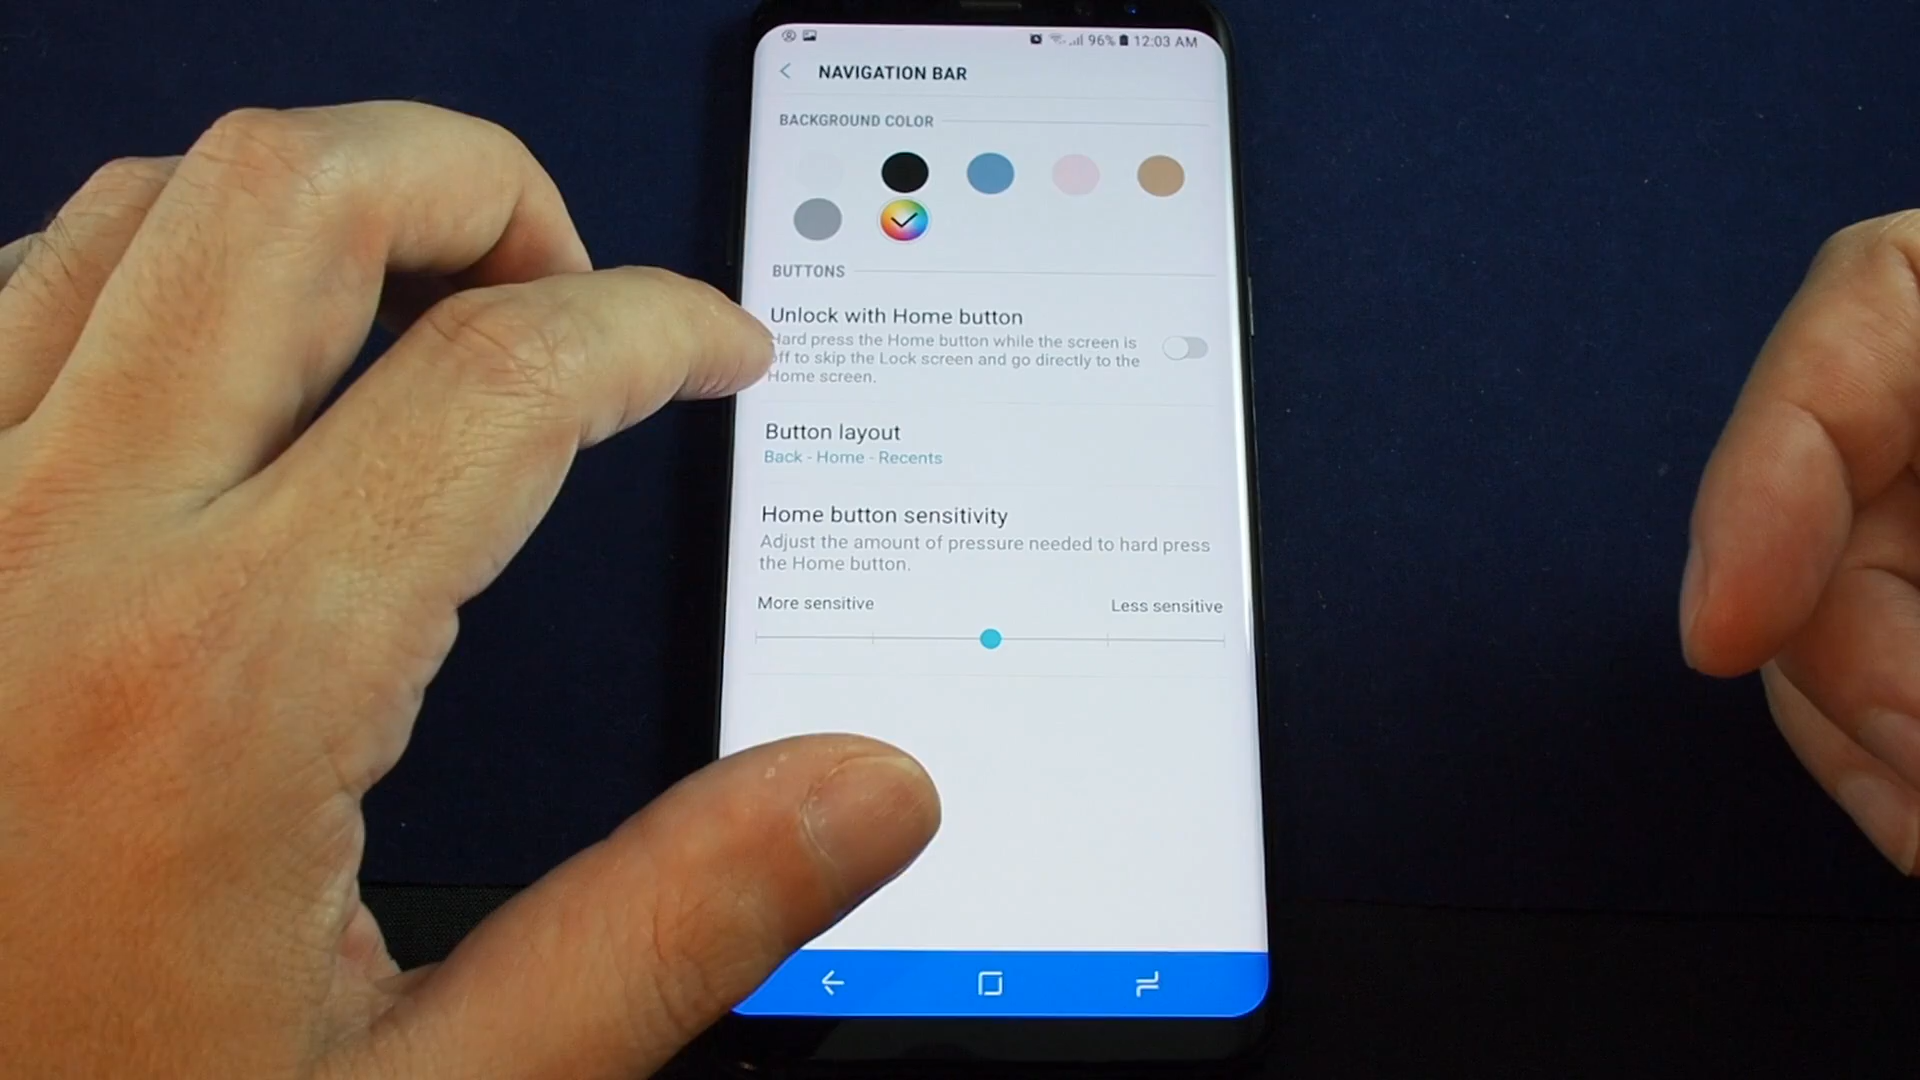 96% 12:03 AM
NAVIGATION BAR
BACKGROUND COLOR
BUTTONS
Unlock with Home button
Hard press the Home button while the screen is
off to skip the Lock screen and go directly to the
Home screen.
Button layout
Back - Home - Recents
Home button sensitivity
Adjust the amount of pressure needed to hard press
the Home button.
More sensitive
Less sensitive